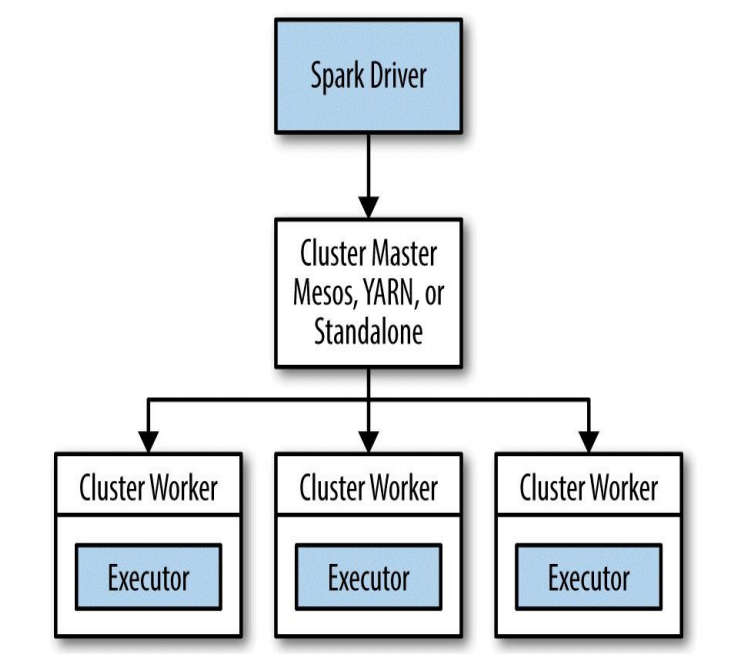 Spark Driver
Cluster Master
Mesos, YARN, or
Standalone
Cluster Worker
Cluster Worker
Cluster Worker
Executor
Executor
Executor